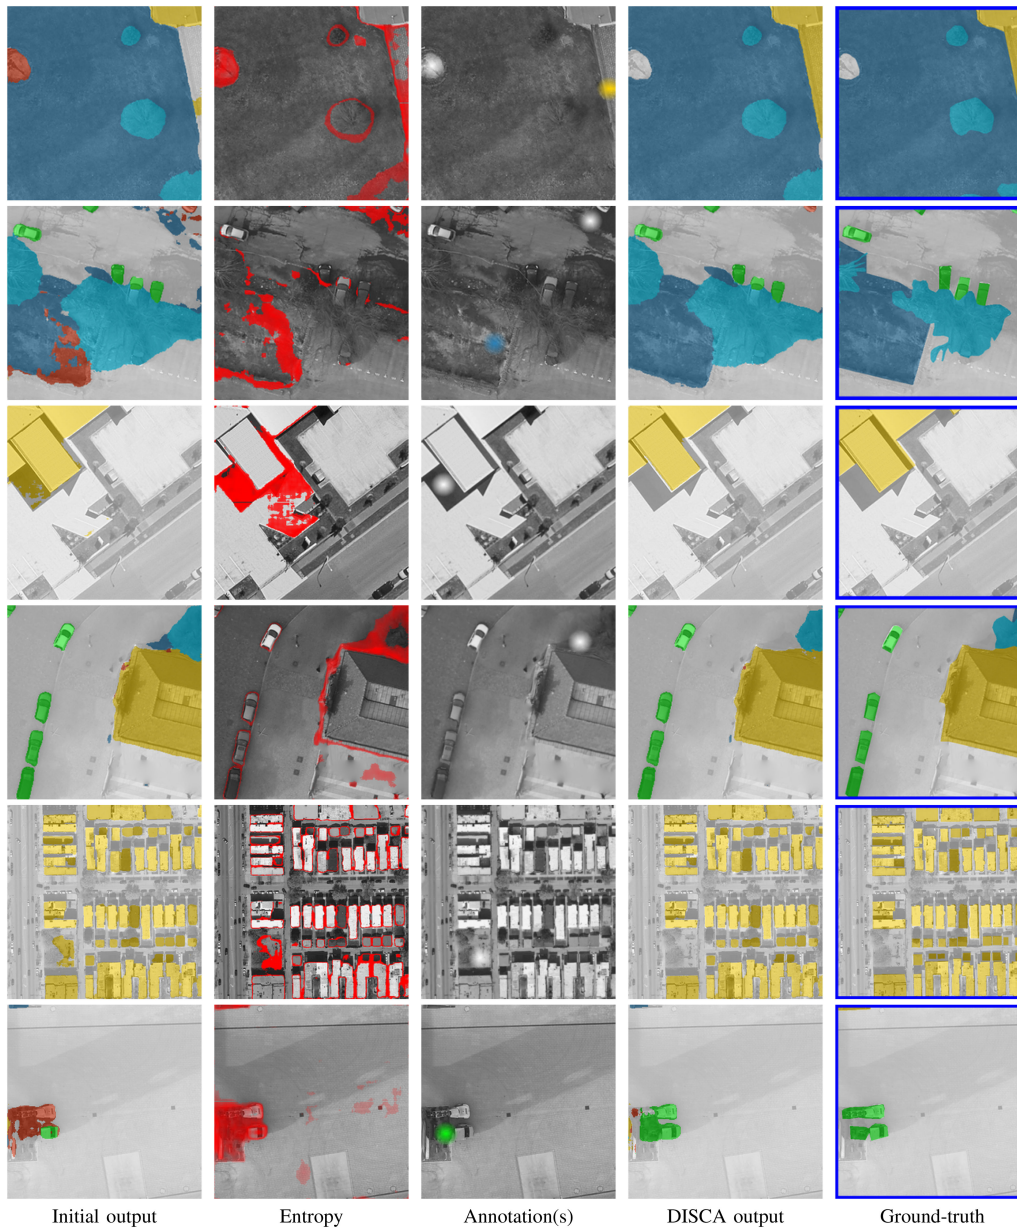 Initial output
Entropy
Annotation(s)
DISCA output
Ground-truth